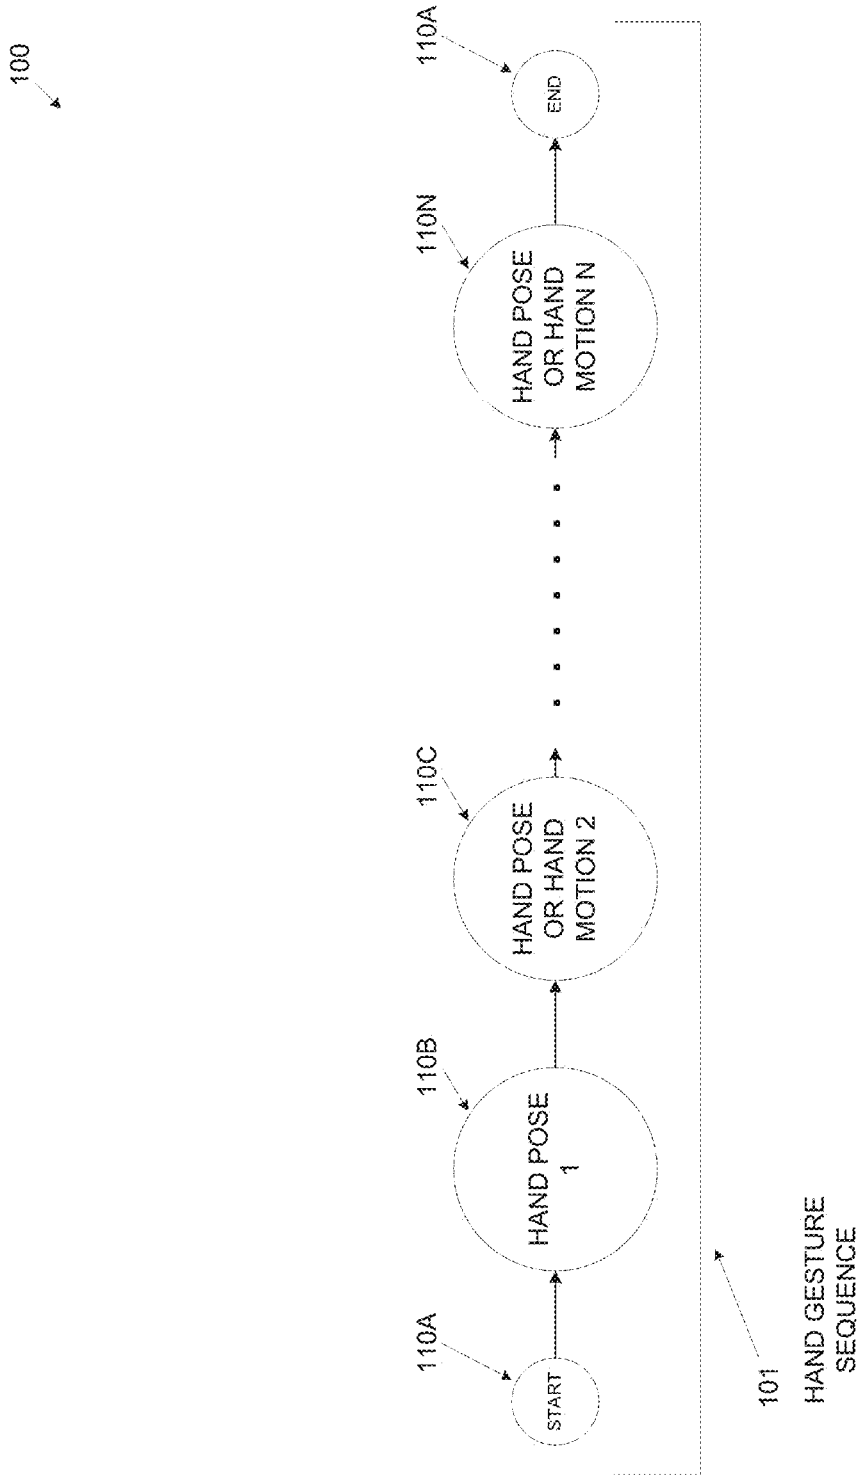 100
110A
START
110B
HAND POSE
1
110C
HAND POSE
OR HAND
MOTION 2
110N
HAND POSE
OR HAND
MOTION N
110A
END
101
HAND GESTURE
SEQUENCE